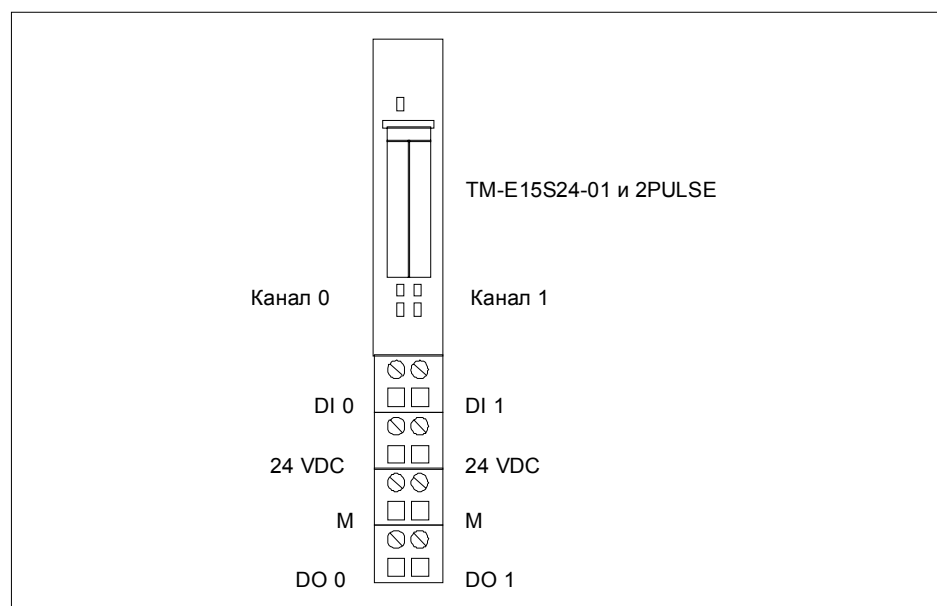 TM-E15S24-01 и 2PULSE
Канал 0 Канал 1
DI 0 DI 1
24 VDC 24 VDC
M M
DO 0 DO 1